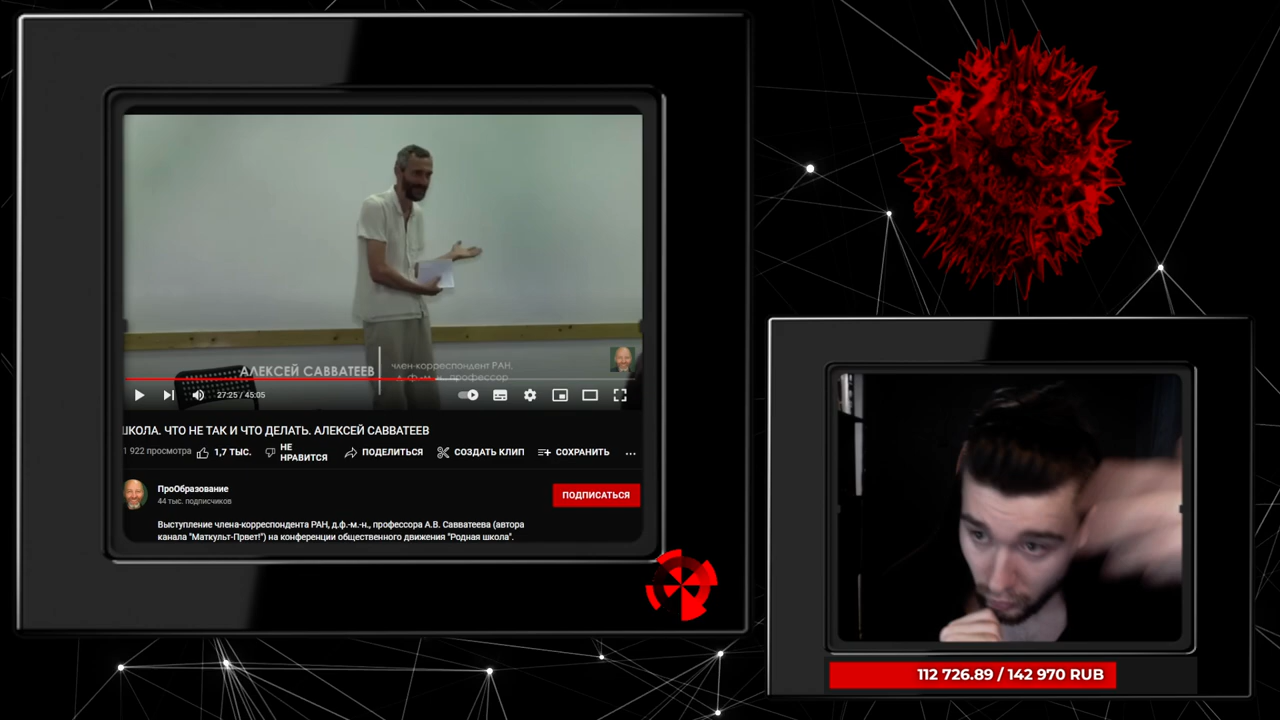 АЛЕКСЕЙ САВВАТЕЕВ
член-корреспондент РАН,
д.ф.-м.н., профессор
27:25 / 45:05
ШКОЛА. ЧТО НЕ ТАК И ЧТО ДЕЛАТЬ. АЛЕКСЕЙ САВВАТЕЕВ
1 922 просмотра
1,7 ТЫС.
НЕ
НРАВИТСЯ
ПОДЕЛИТЬСЯ
СОЗДАТЬ КЛИП
СОХРАНИТЬ
ПроОбразование
44 тыс. подписчиков
ПОДПИСАТЬСЯ
Выступление члена-корреспондента РАН, д.ф.-м.н., профессора А.В. Савватеева (автора
канала "Маткульт-Првет!") на конференции общественного движения "Родная школа".
112 726.89 / 142 970 RUB